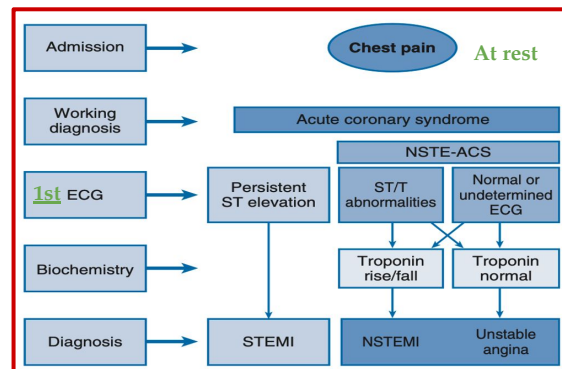 Admission
Chest pain
At rest
Working
diagnosis
Acute coronary syndrome
NSTE-ACS
1st ECG
Persistent
ST elevation
ST/T
abnormalities
Normal or
undetermined
ECG
Biochemistry
Troponin
rise/fall
Troponin
normal
Diagnosis
STEMI
NSTEMI
Unstable
angina